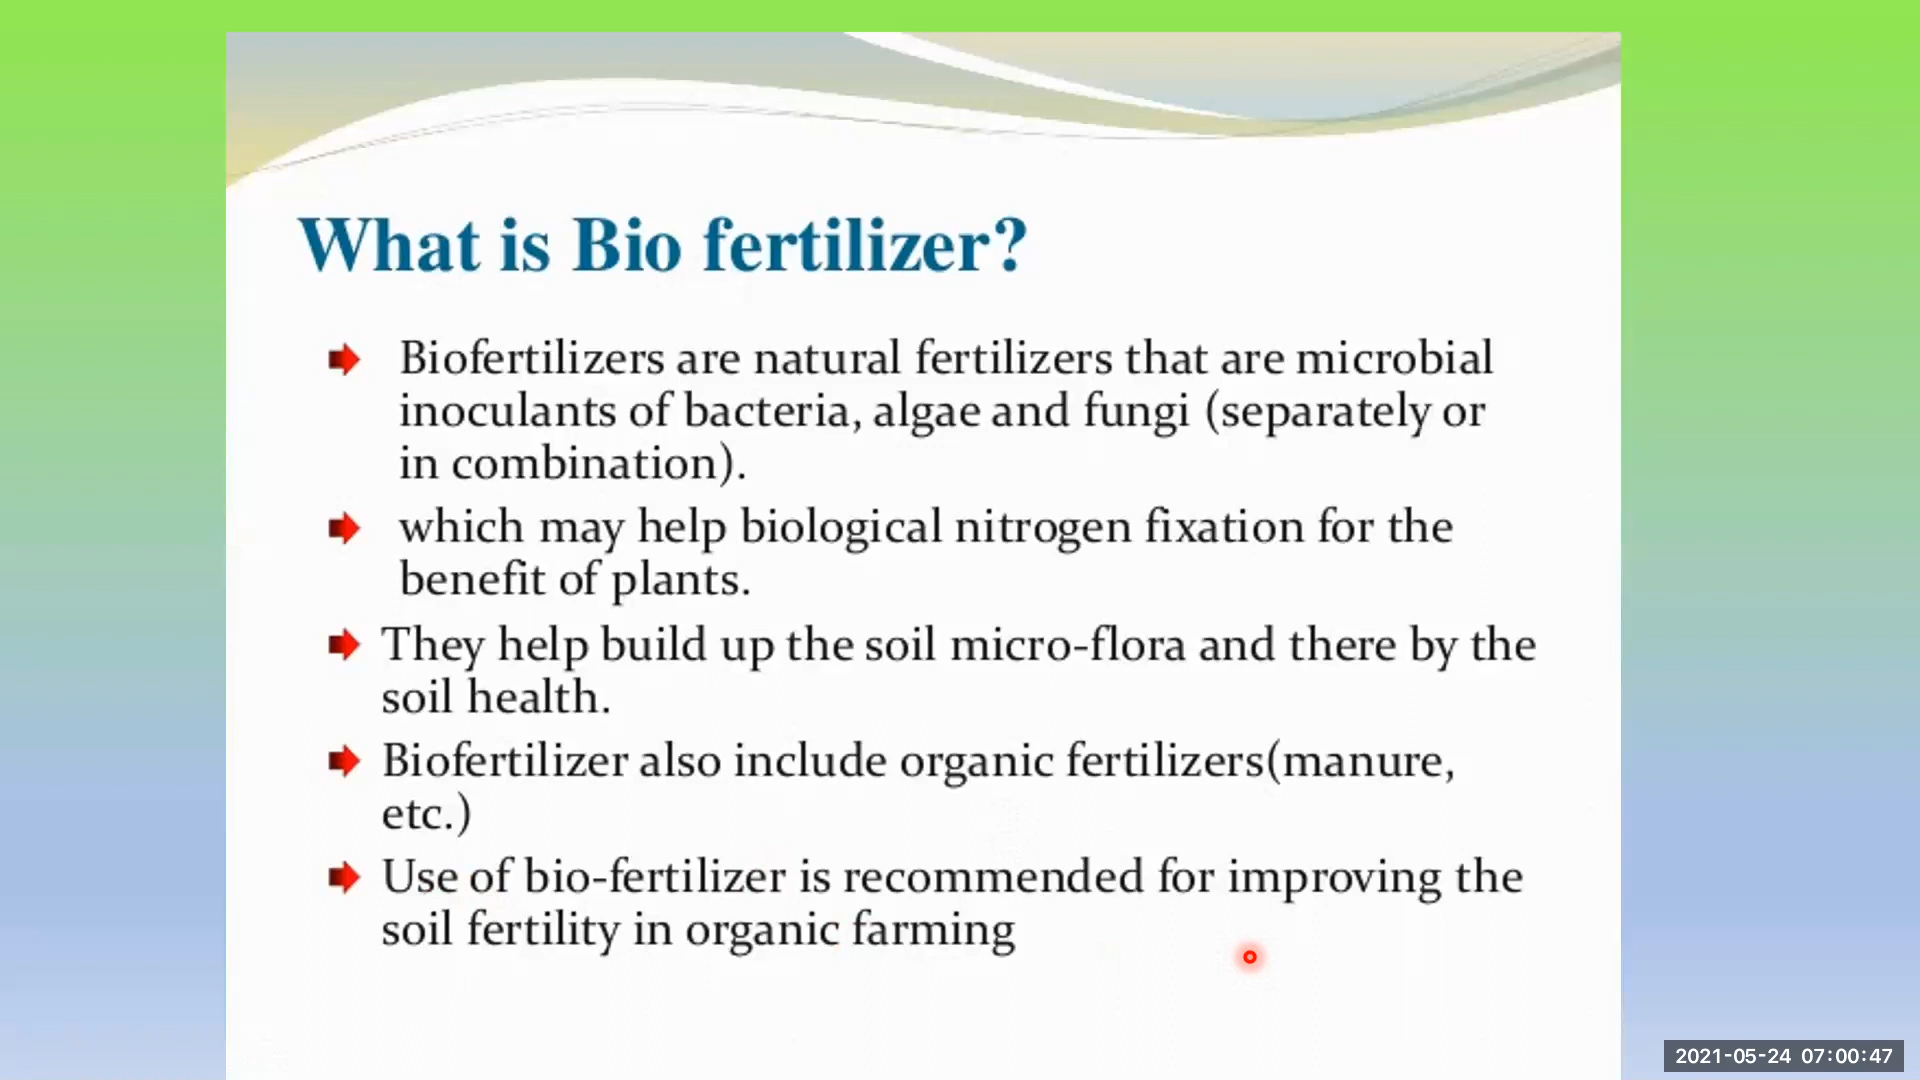 What is Bio fertilizer?
Biofertilizers are natural fertilizers that are microbial
inoculants of bacteria, algae and fungi (separately or
in combination).
which may help biological nitrogen fixation for the
benefit of plants.
They help build up the soil micro-flora and there by the
soil health.
Biofertilizer also include organic fertilizers(manure,
etc.)
Use of bio-fertilizer is recommended for improving the
soil fertility in organic farming
2021-05-24 07:00:47